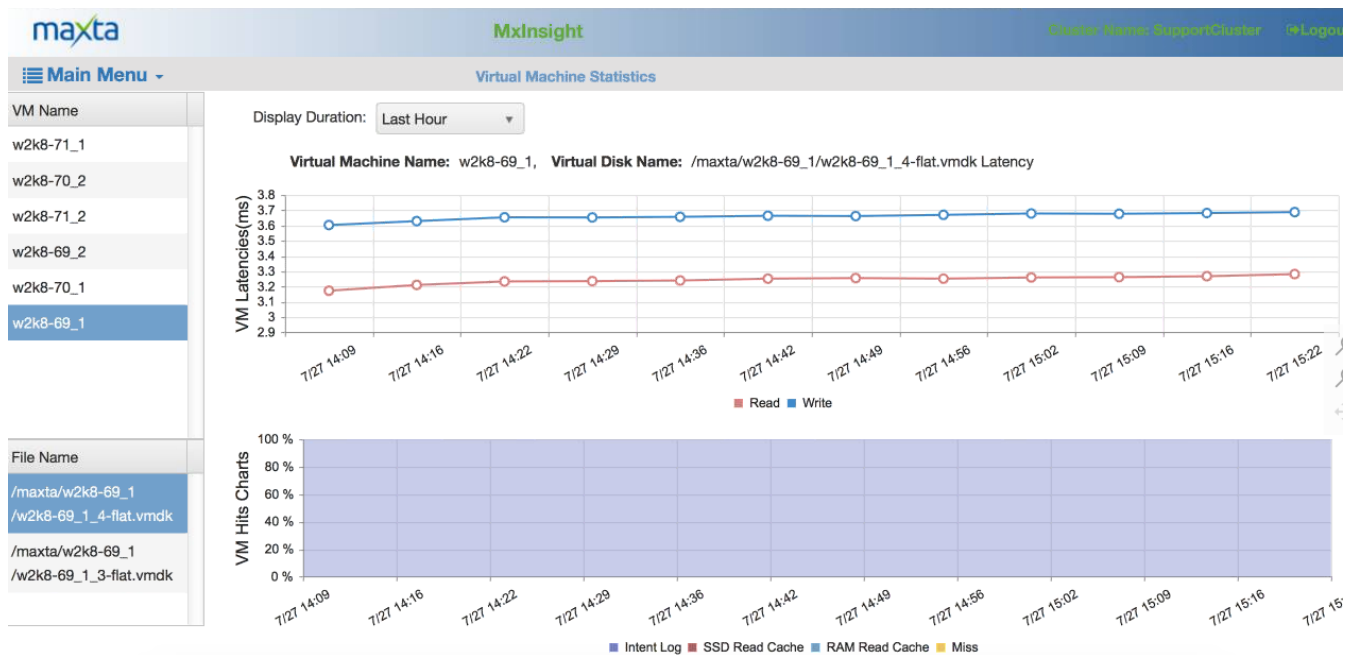 maxta
MxInsight
Cluster Name: SupportCluster
Logou
Main Menu
Virtual Machine Statistics
VM Name
w2k8-71_1
w2k8-70_2
w2k8-71_2
w2k8-69_2
w2k8-70_1
w2k8-69_1
File Name
/maxta/w2k8-69_1
/w2k8-69_1_4-flat.vmdk
/maxta/w2k8-69_1
/w2k8-69_1_3-flat.vmdk
Display Duration: Last Hour
Virtual Machine Name: w2k8-69_1, Virtual Disk Name: /maxta/w2k8-69_1/w2k8-69_1_4-flat.vmdk Latency
VM Latencies(ms)
3.8
3.7
3.6
3.5
3.4
3.3
3.2
3.1
3
2.9
7/27 14:09 7/27 14:16 7/27 14:22 7/27 14:29 7/27 14:36 7/27 14:42 7/27 14:49 7/27 14:56 7/27 15:02 7/27 15:09 7/27 15:16 7/27 15:22
Read Write
VM Hits Charts
100 %
80 %
60 %
40 %
20 %
0 %
7/27 14:09 7/27 14:16 7/27 14:22 7/27 14:29 7/27 14:36 7/27 14:42 7/27 14:49 7/27 14:56 7/27 15:02 7/27 15:09 7/27 15:16 7/27 15:
Intent Log SSD Read Cache RAM Read Cache Miss